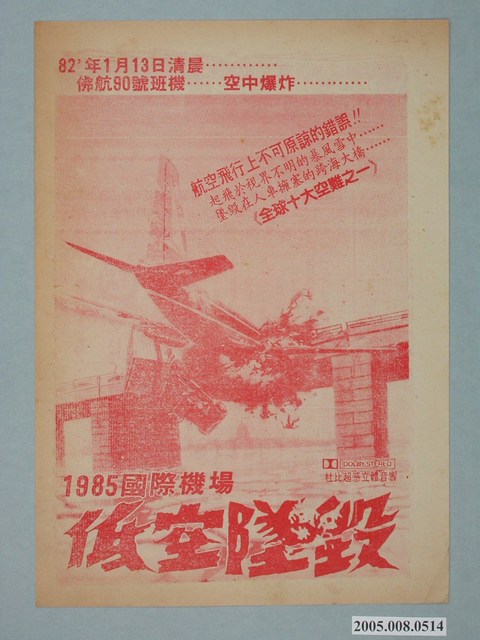 82'年1月13日清晨············
佛航90號班機······空中爆炸············
航空飛行上不可原諒的錯誤!!
起飛於視界不明的暴風雪中······
墜毀在人車擁塞的跨海大橋······
《全球十大空難之一》
DOLBY STEREO
杜比超等立體音響
1985國際機場
低空墜毀
2005.008.0514